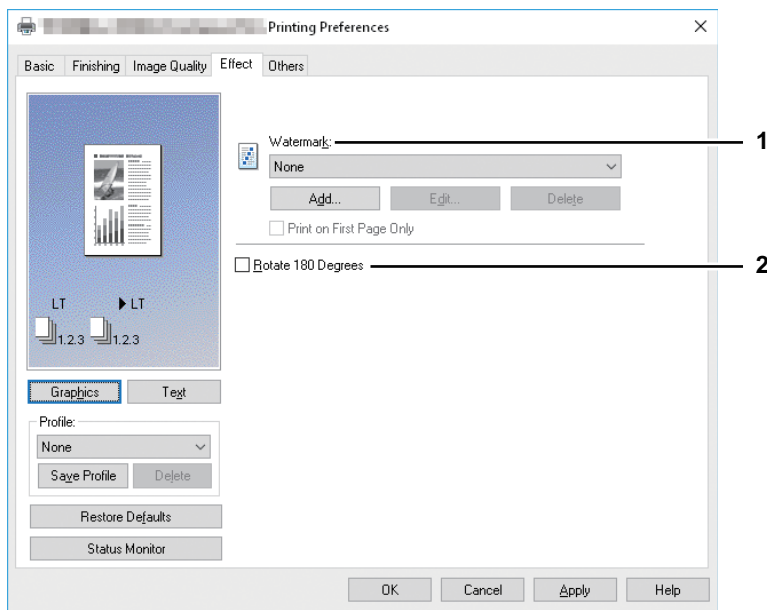 Printing Preferences
Basic Finishing Image Quality Effect Others
Watermark: 1
None
Add... Edit... Delete
Print on First Page Only
Rotate 180 Degrees 2
LT LT
1.2.3 1.2.3
Graphics Text
Profile:
None
Save Profile Delete
Restore Defaults
Status Monitor
OK Cancel Apply Help